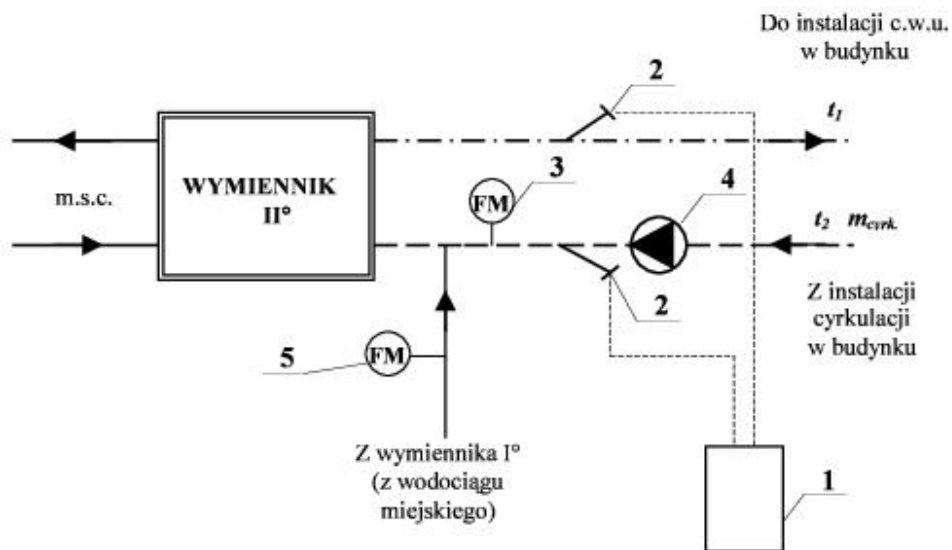 Do instalacji c.w.u.
w budynku
2
t1
WYMIENNIK
II°
m.s.c.
3
FM
4
t2 mcyrk.
2
Z instalacji
cyrkulacji
w budynku
5
FM
Z wymiennika I°
(z wodociągu
miejskiego)
1